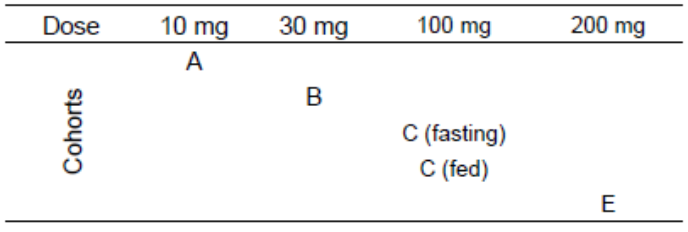 Dose 10 mg 30 mg 100 mg 200 mg
Cohorts
A
B
C (fasting)
C (fed)
E